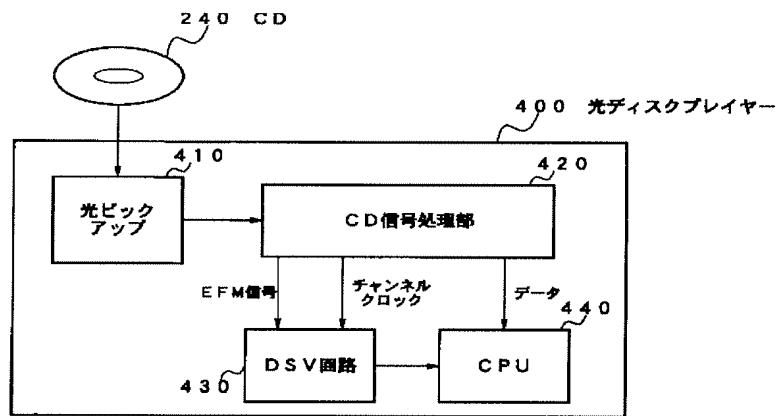 ２４０　ＣＤ
４００　光ディスクプレイヤー
４１０
４２０
光ピック
アップ
ＣＤ信号処理部
ＥＦＭ信号
チャンネル
クロック
データ
４４０
ＤＳＶ回路
ＣＰＵ
４３０